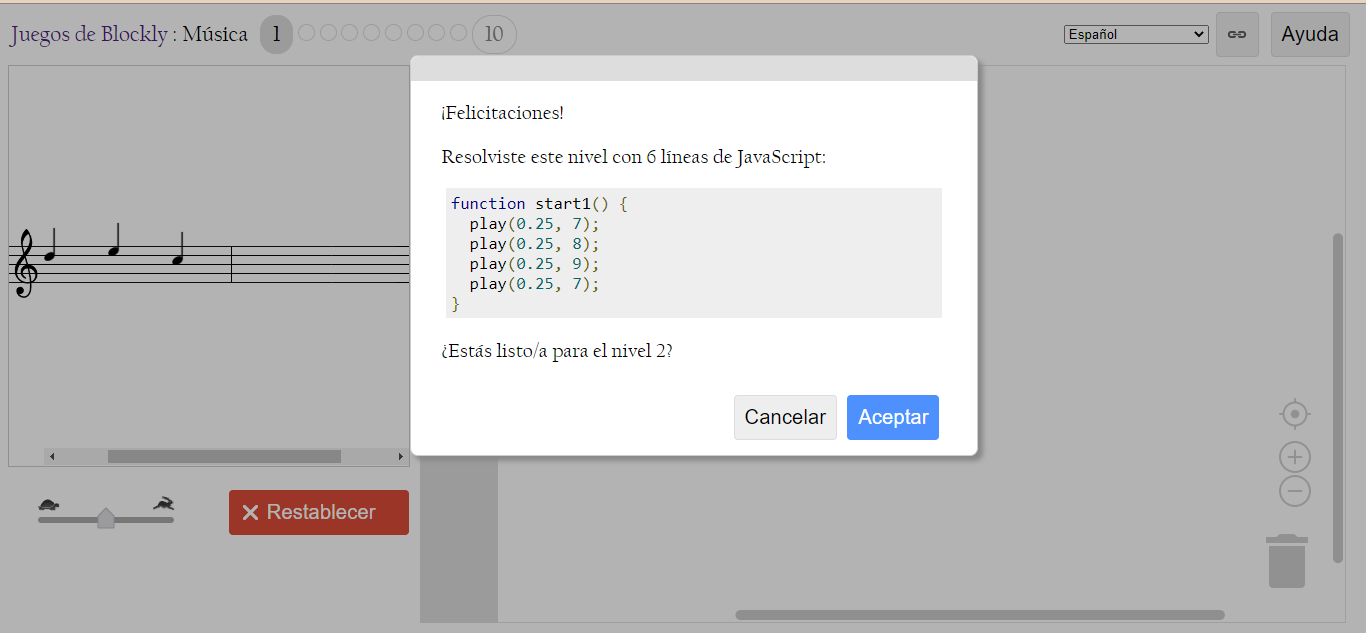 Juegos de Blockly : Música 1 10 Español Ayuda
¡Felicitaciones!
Resolviste este nivel con 6 líneas de JavaScript:
function start1() {
  play(0.25, 7);
  play(0.25, 8);
  play(0.25, 9);
  play(0.25, 7);
}
¿Estás listo/a para el nivel 2?
Cancelar Aceptar
Restablecer